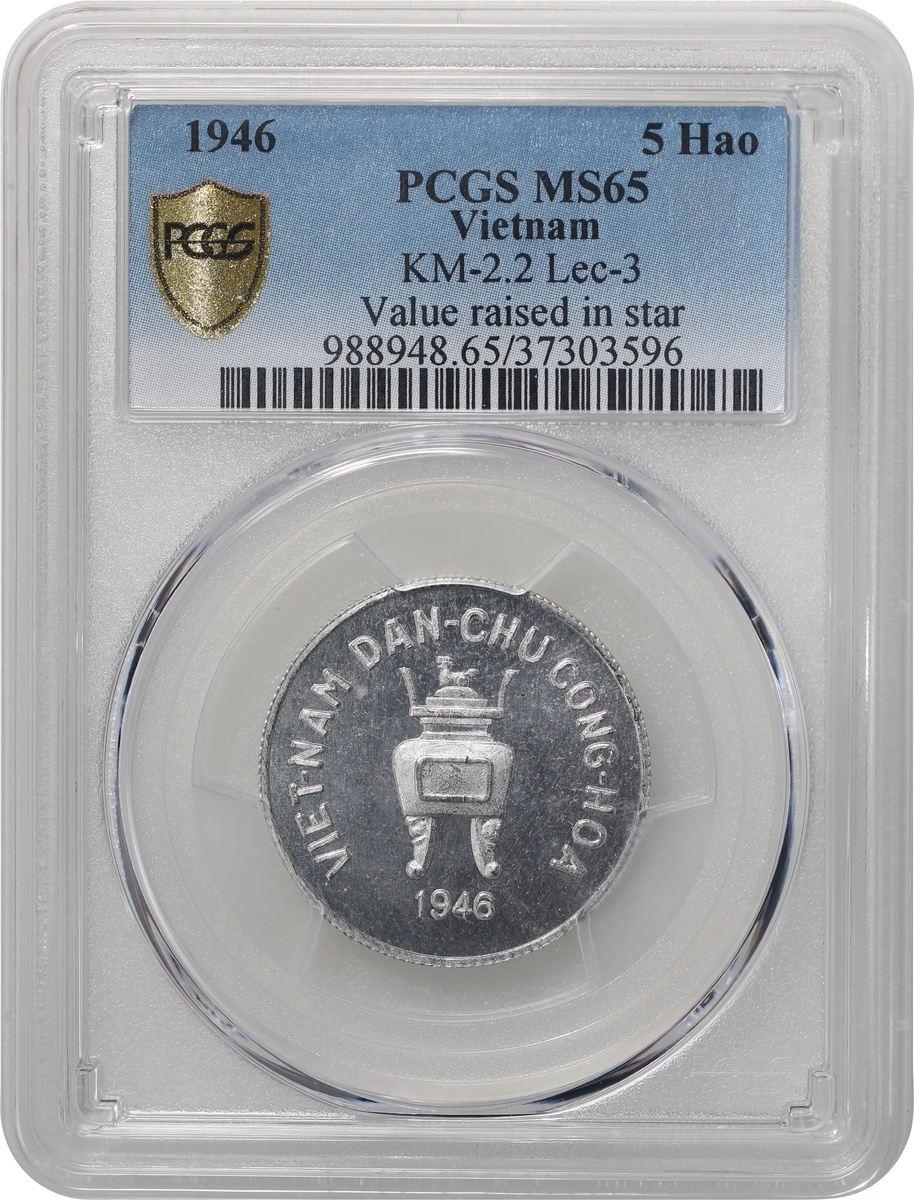 1946 5 Hao
PCGS MS65
PCGS Vietnam
KM-2.2 Lec-3
Value raised in star
988948.65/37303596
VIET-NAM DAN-CHU CONG-HOA
1946